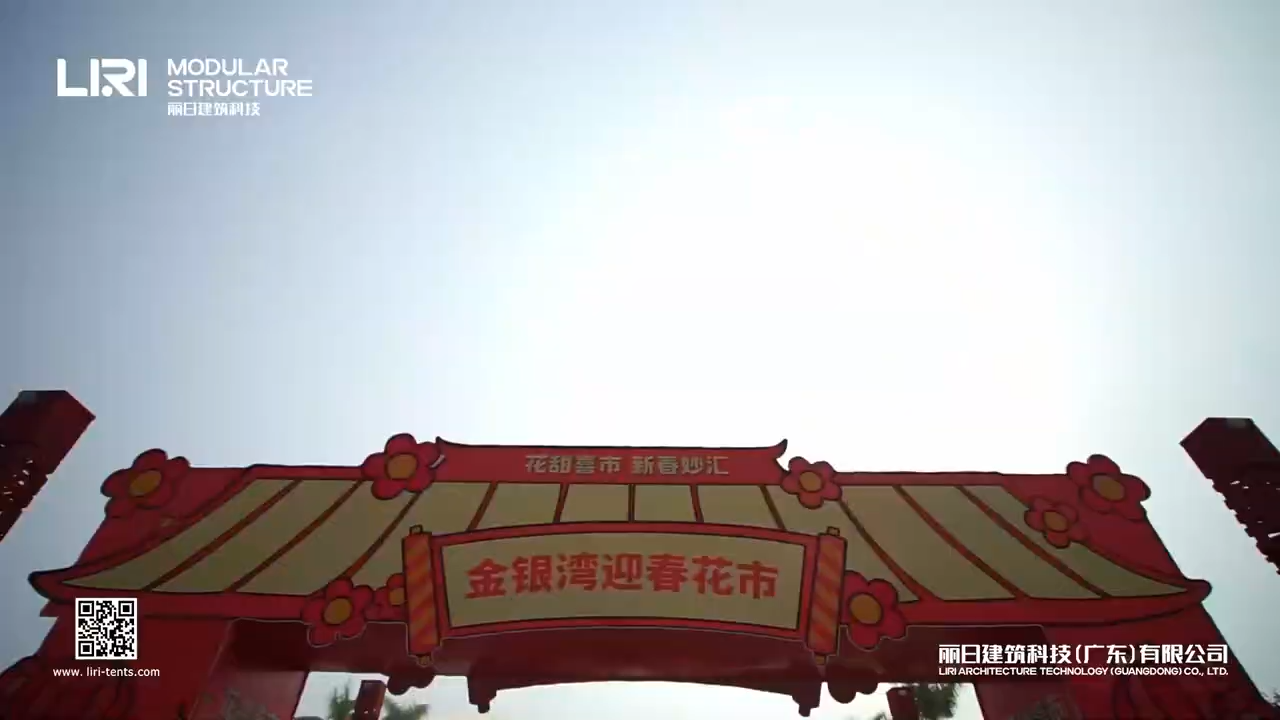 LIRI MODULAR
STRUCTURE
丽日建筑科技
花甜喜市 新春妙汇
金银湾迎春花市
www. liri-tents.com
丽日建筑科技(广东)有限公司
LIRI ARCHITECTURE TECHNOLOGY (GUANGDONG) CO., LTD.